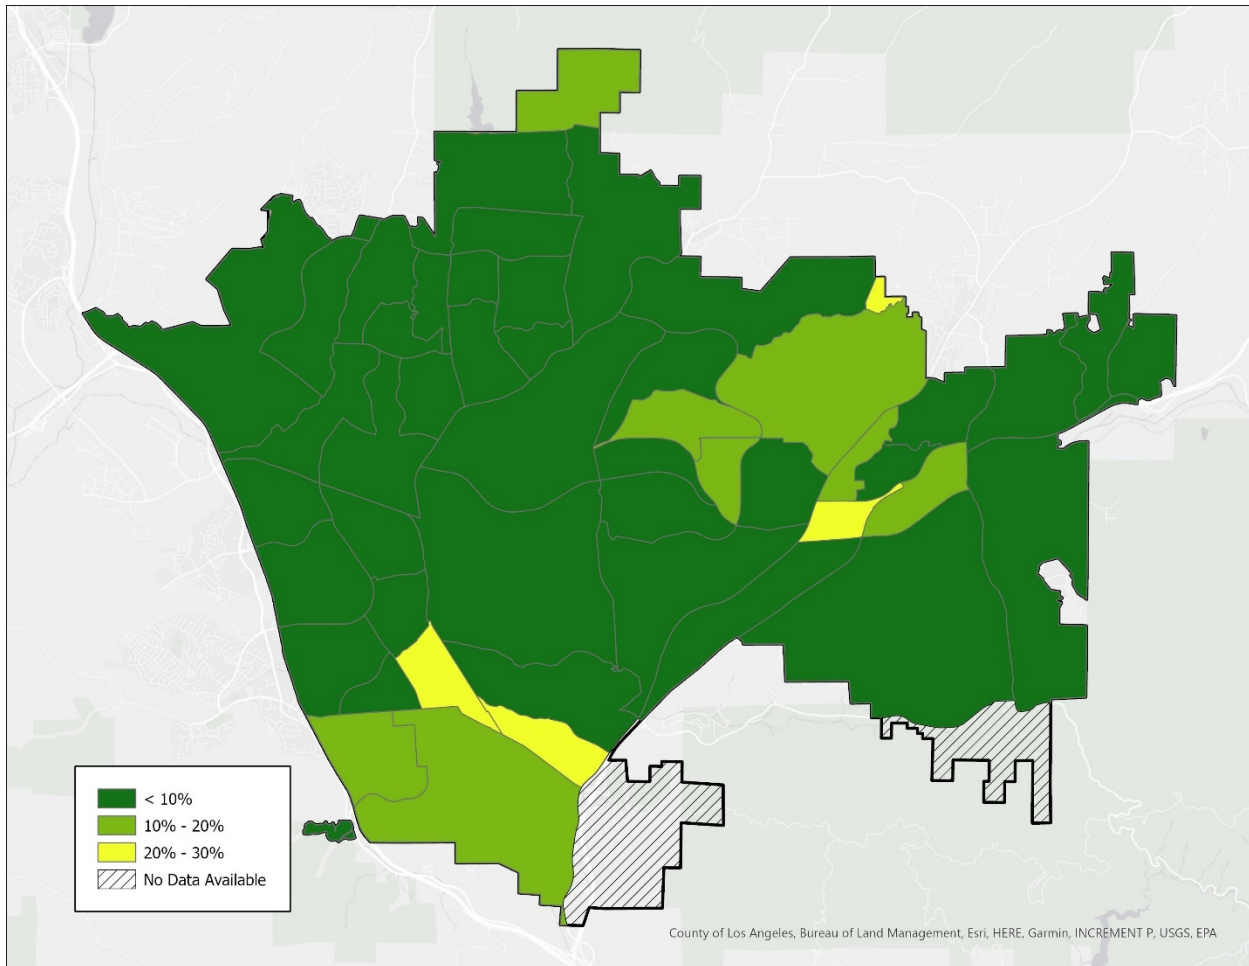 < 10%
10% - 20%
20% - 30%
No Data Available
County of Los Angeles, Bureau of Land Management, Esri, HERE, Garmin, INCREMENT P, USGS, EPA